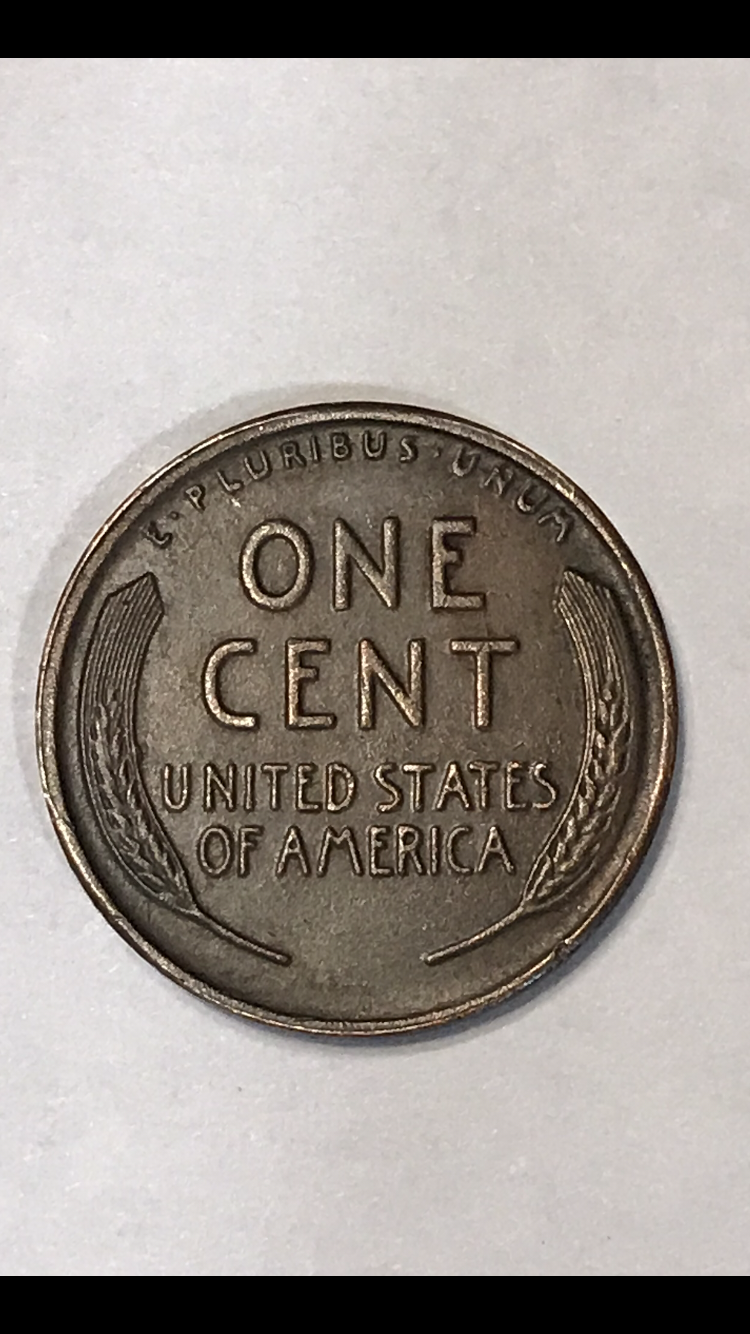 E·PLURIBUS·UNUM
ONE
CENT
UNITED STATES
OF AMERICA